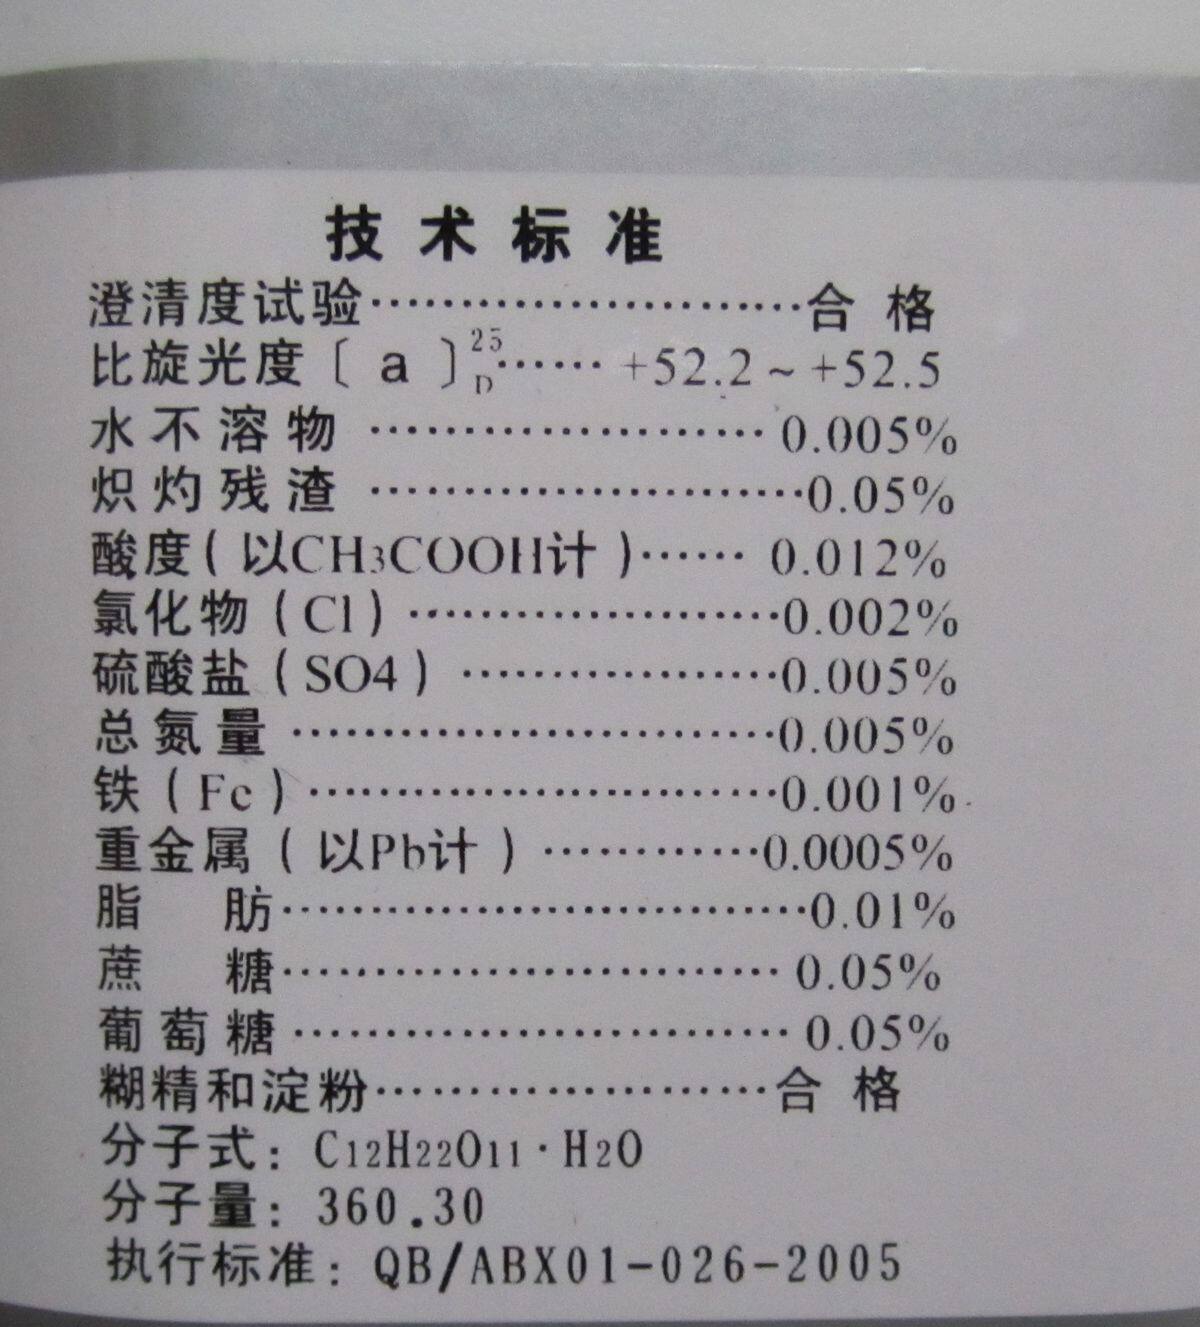 技术标准
澄清度试验························合 格
比旋光度〔 a 〕25D······ +52.2 ~ +52.5
水不溶物 ······················ 0.005%
炽灼残渣 ························0.05%
酸度(以CH3COOH计)······ 0.012%
氯化物(Cl)·····················0.002%
硫酸盐(SO4) ··················0.005%
总氮量 ···························0.005%
铁(Fe)··························0.001%
重金属(以Pb计) ············0.0005%
脂 肪·····························0.01%
蔗 糖···························· 0.05%
葡萄糖 ···························· 0.05%
糊精和淀粉······················合 格
分子式: C12H22O11·H2O
分子量: 360.30
执行标准: QB/ABX01-026-2005